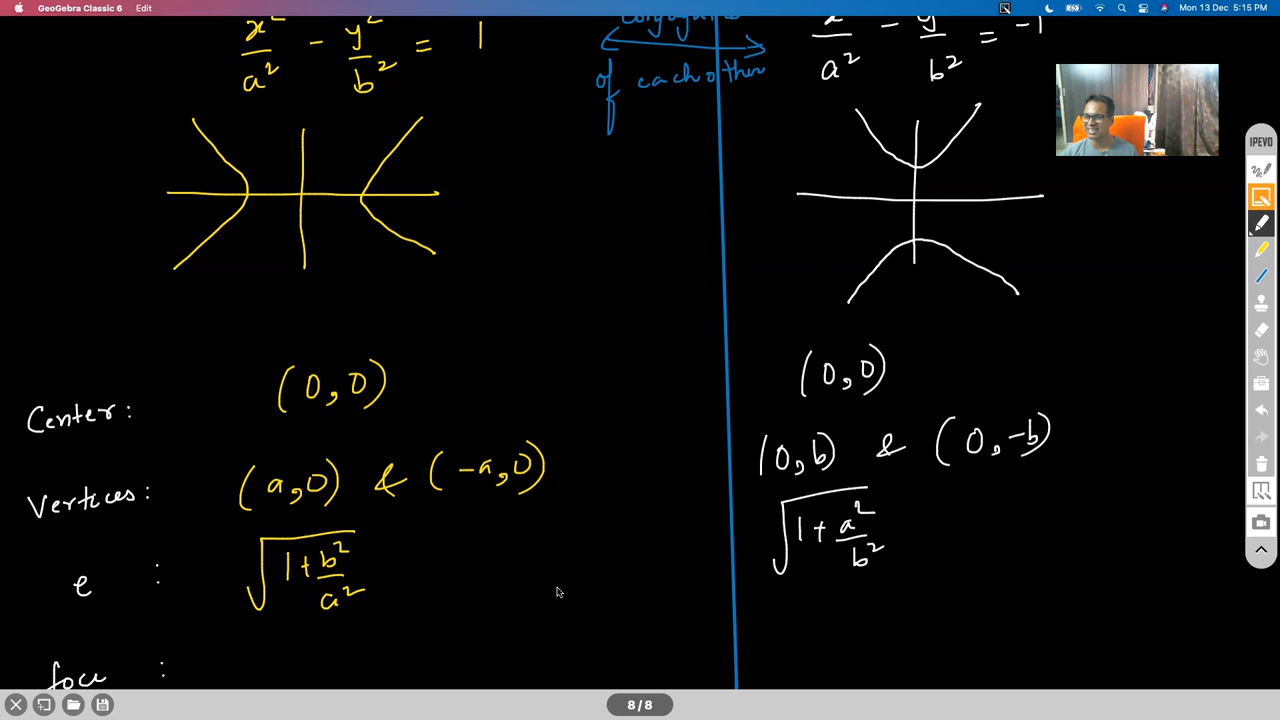 GeoGebra Classic 6 Edit Mon 13 Dec 5:15 PM
x²/a² - y²/b² = 1
conjugate
of each other
x²/a² - y²/b² = -1
IPEVO
Center: (0,0) (0,0)
Vertices: (a,0) & (-a,0) (0,b) & (0,-b)
e : √(1+b²/a²) √(1+a²/b²)
foci :
8/8